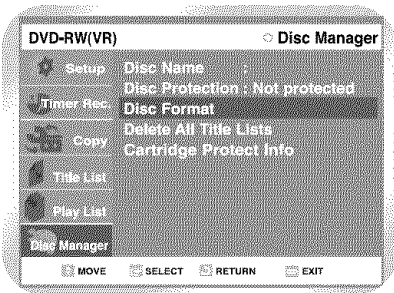 DVD-RW(VR) Disc Manager
Setup
Timer Rec.
Copy
Title List
Play List
Disc Manager
Disc Name :
Disc Protection : Not protected
Disc Format
Delete All Title Lists
Cartridge Protect Info
MOVE SELECT RETURN EXIT